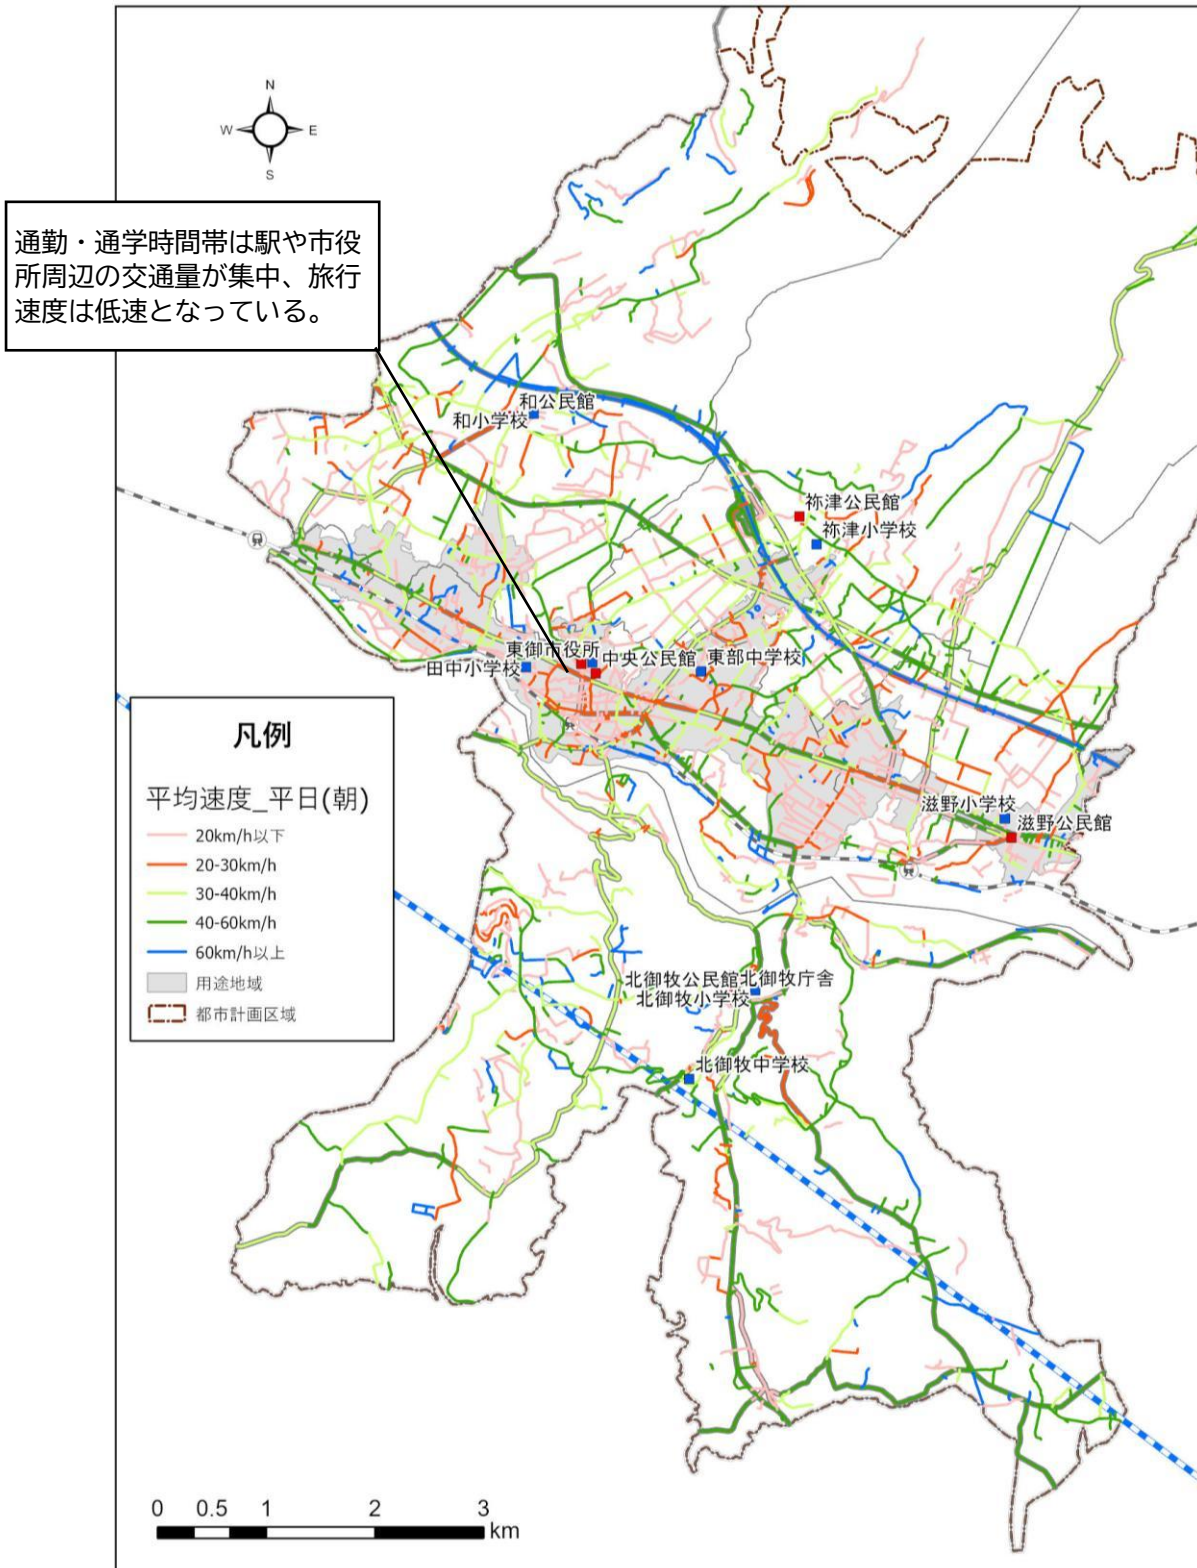 N
W
E
S
通勤・通学時間帯は駅や市役
所周辺の交通量が集中、旅行
速度は低速となっている。
和公民館
和小学校
祢津公民館
祢津小学校
東御市役所
中央公民館
東部中学校
田中小学校
凡例
平均速度_平日(朝)
20km/h以下
20-30km/h
30-40km/h
40-60km/h
60km/h以上
用途地域
都市計画区域
滋野小学校
滋野公民館
北御牧公民館
北御牧庁舎
北御牧小学校
北御牧中学校
0 0.5 1 2 3
km